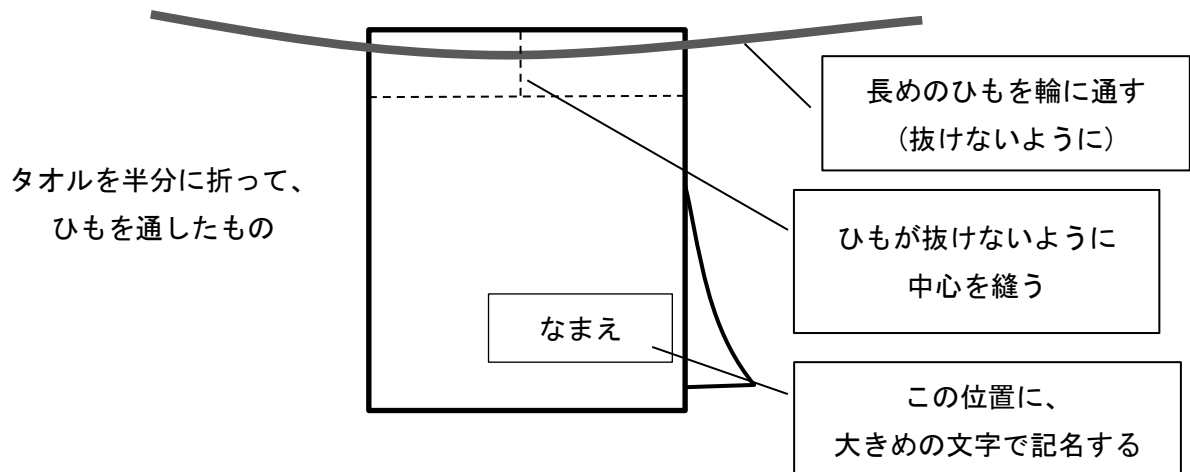 長めのひもを輪に通す
（抜けないように）
タオルを半分に折って、
ひもを通したもの
ひもが抜けないように
中心を縫う
なまえ
この位置に、
大きめの文字で記名する